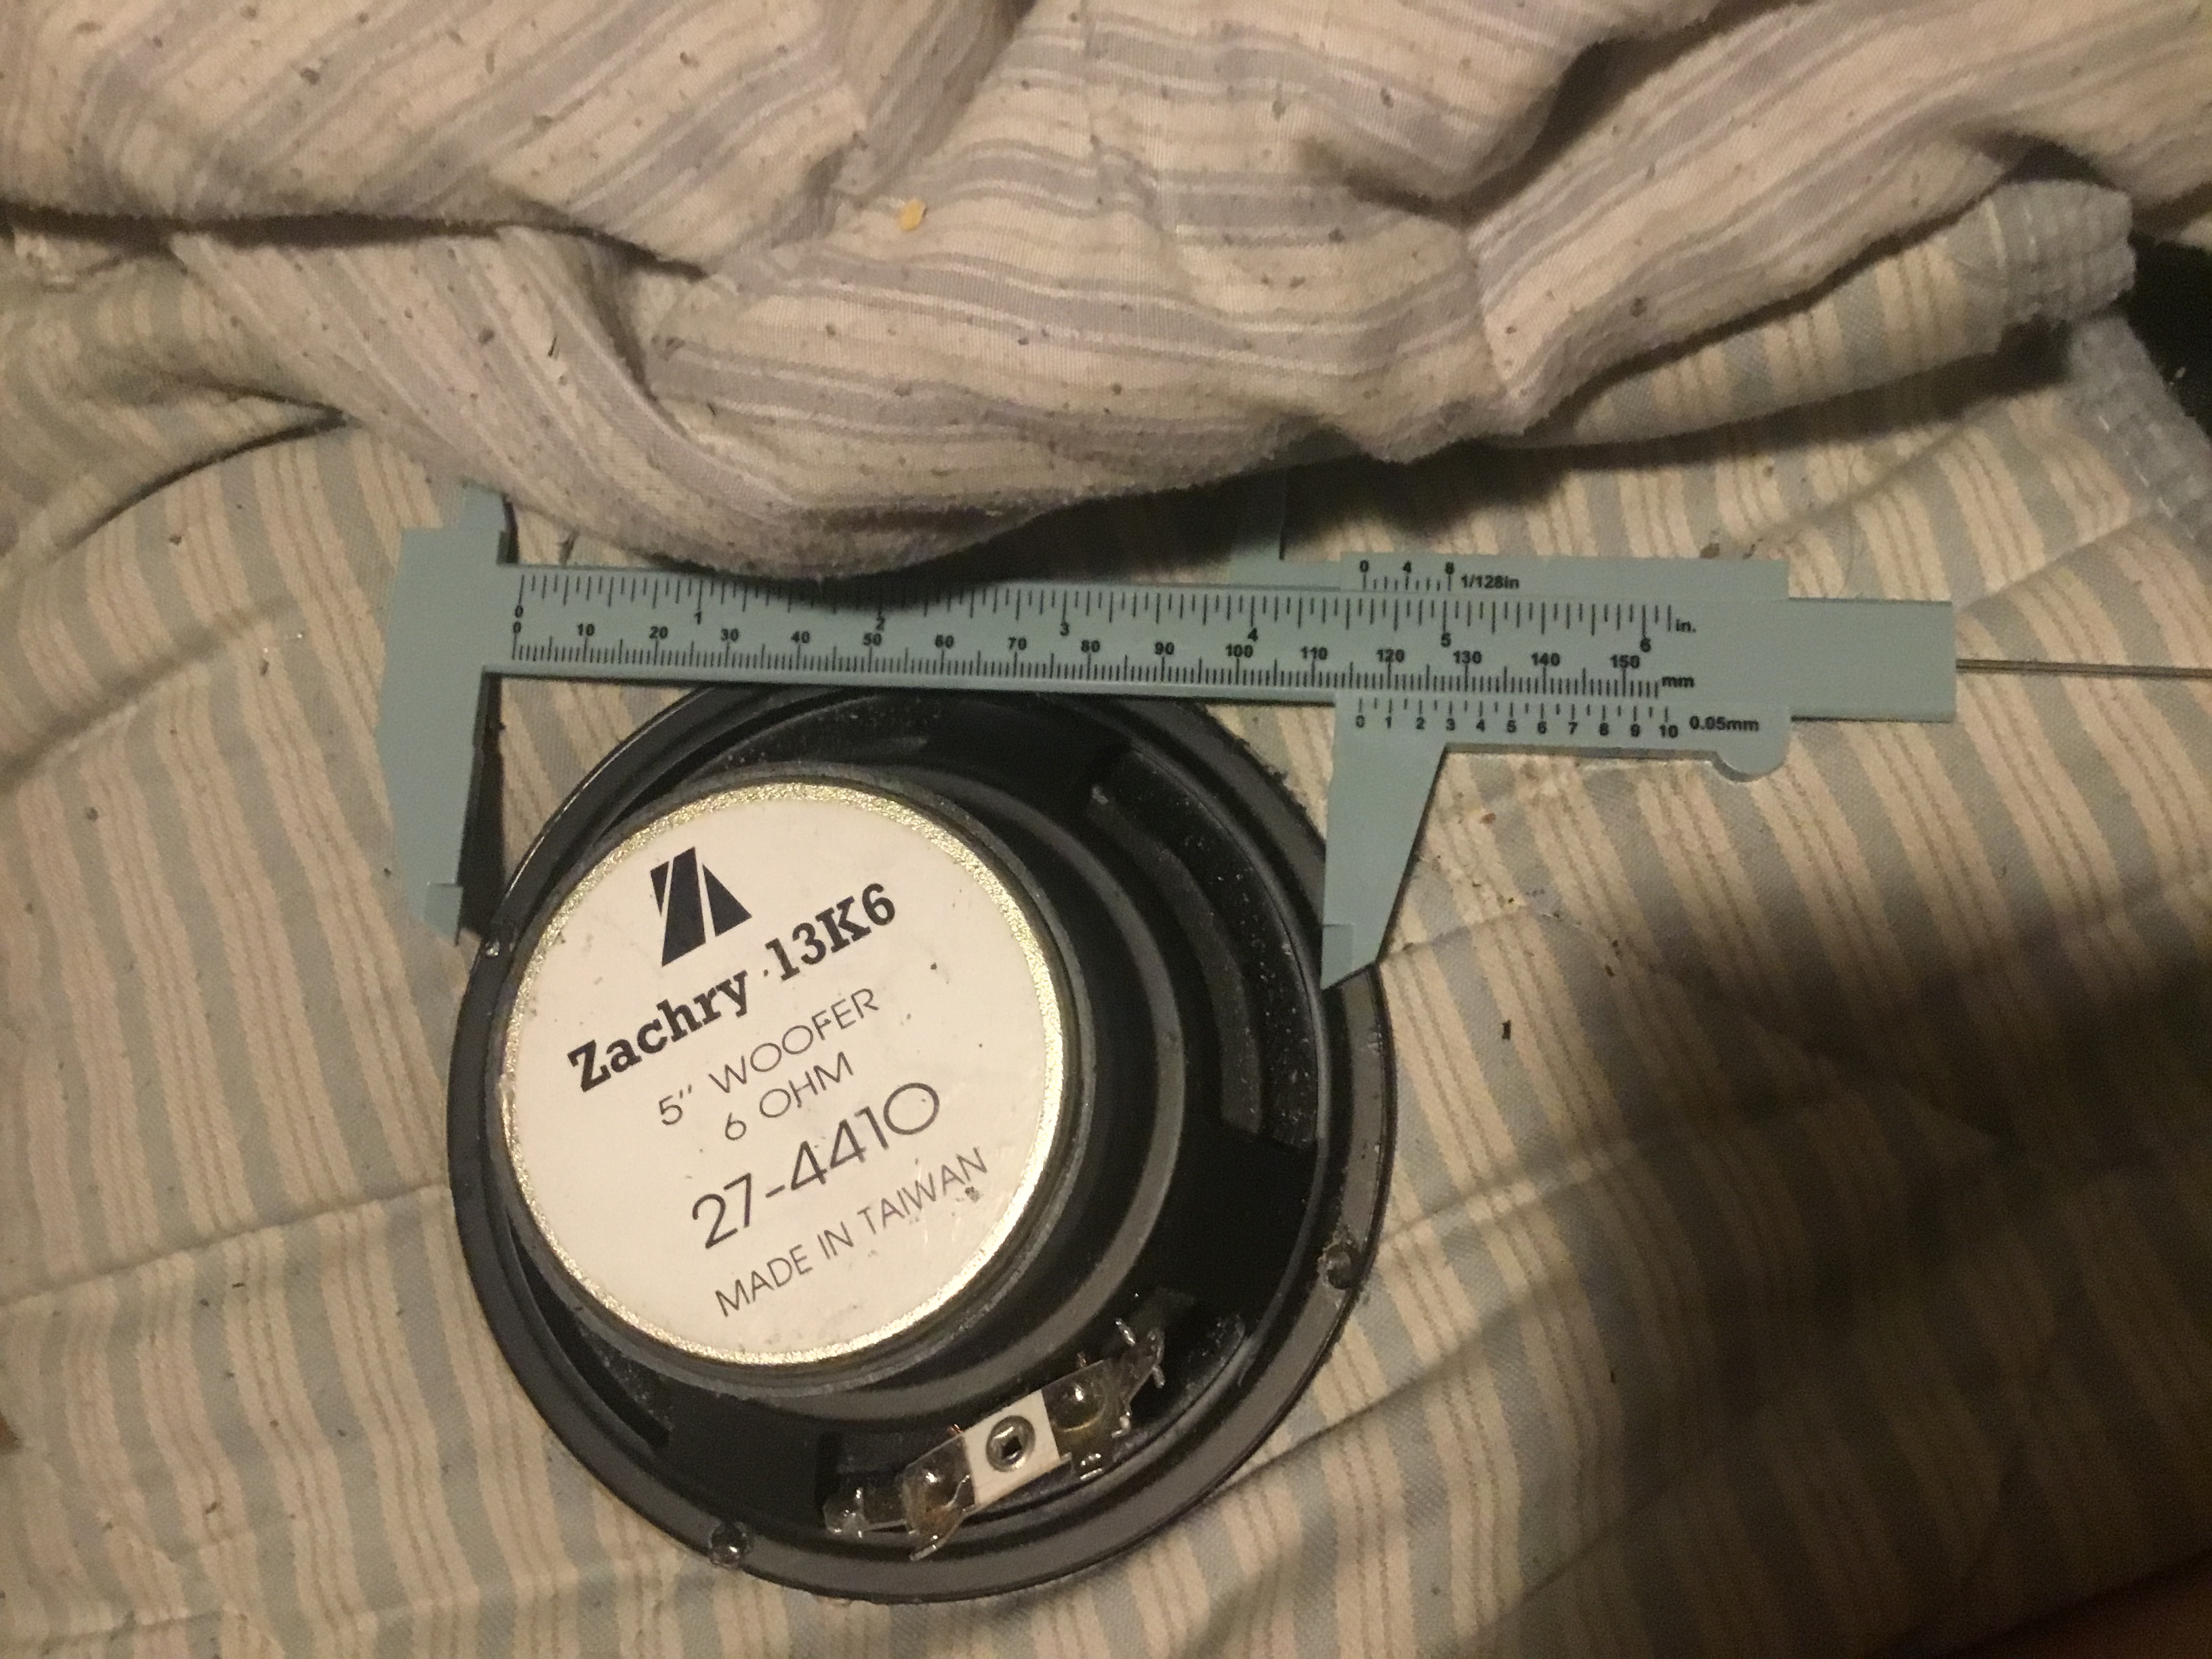 0 4 8 1/128in
0 1 2 3 4 5 6 in.
0 10 20 30 40 50 60 70 80 90 100 110 120 130 140 150 mm
0 1 2 3 4 5 6 7 8 9 10 0.05mm
Zachry · 13K6
5" WOOFER
6 OHM
27-4410
MADE IN TAIWAN